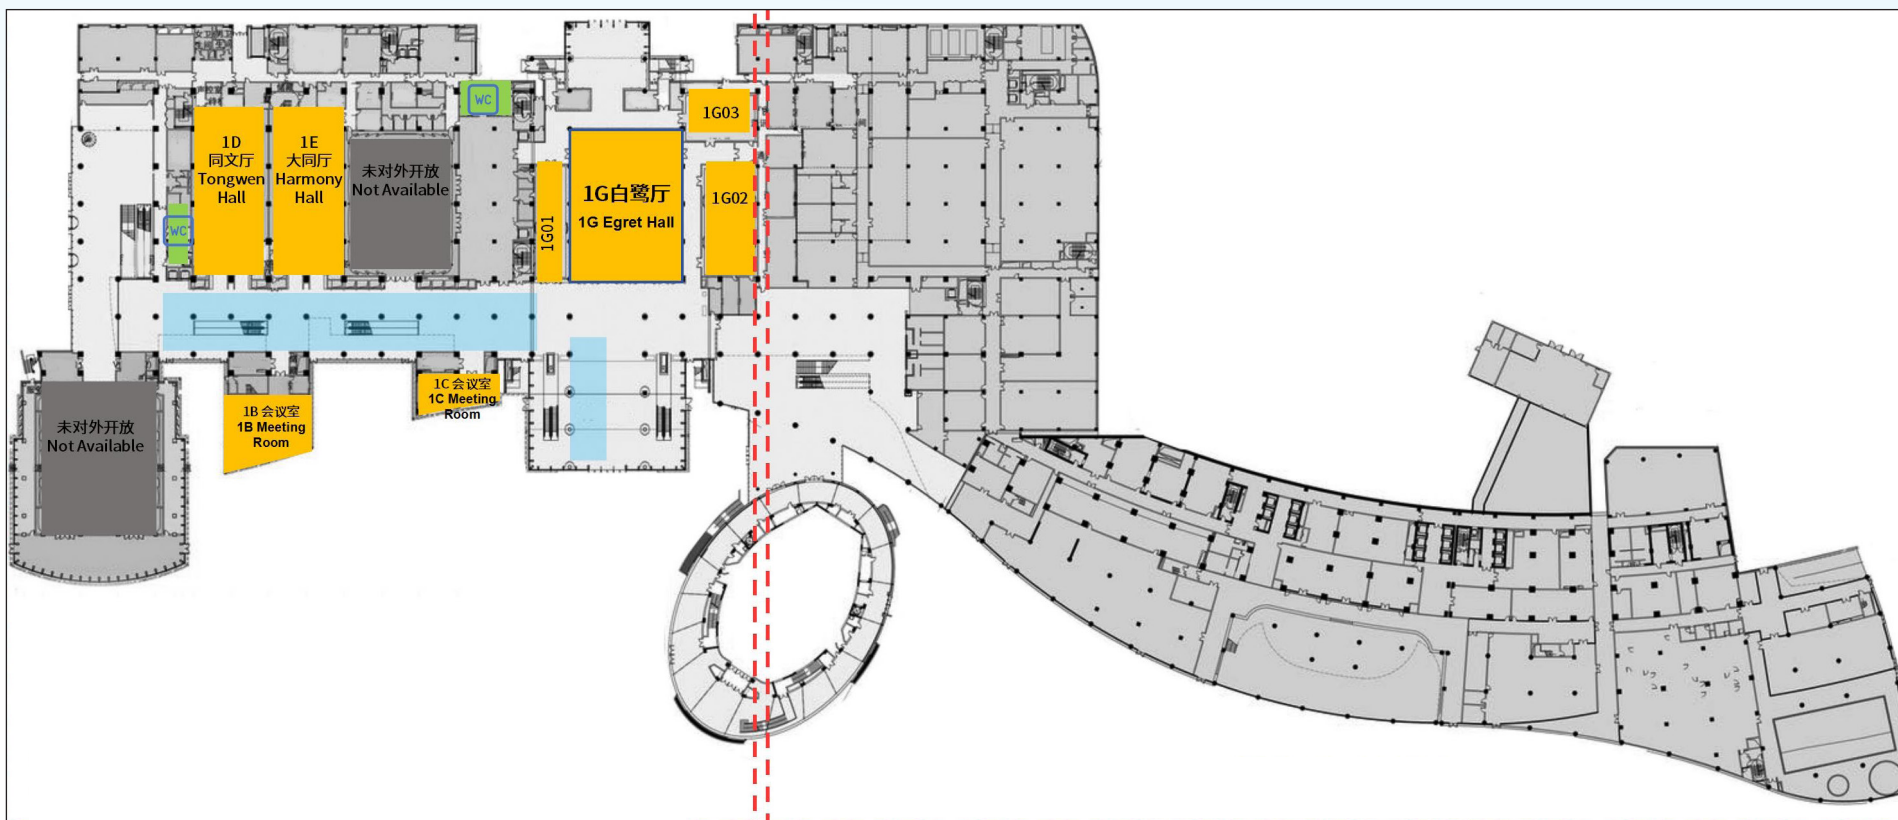 WC
1G03
1D
同文厅
Tongwen
Hall
1E
大同厅
Harmony
Hall
未对外开放
Not Available
1G01
1G白鹭厅
1G Egret Hall
1G02
WC
1C 会议室
1C Meeting
Room
1B 会议室
1B Meeting
Room
未对外开放
Not Available